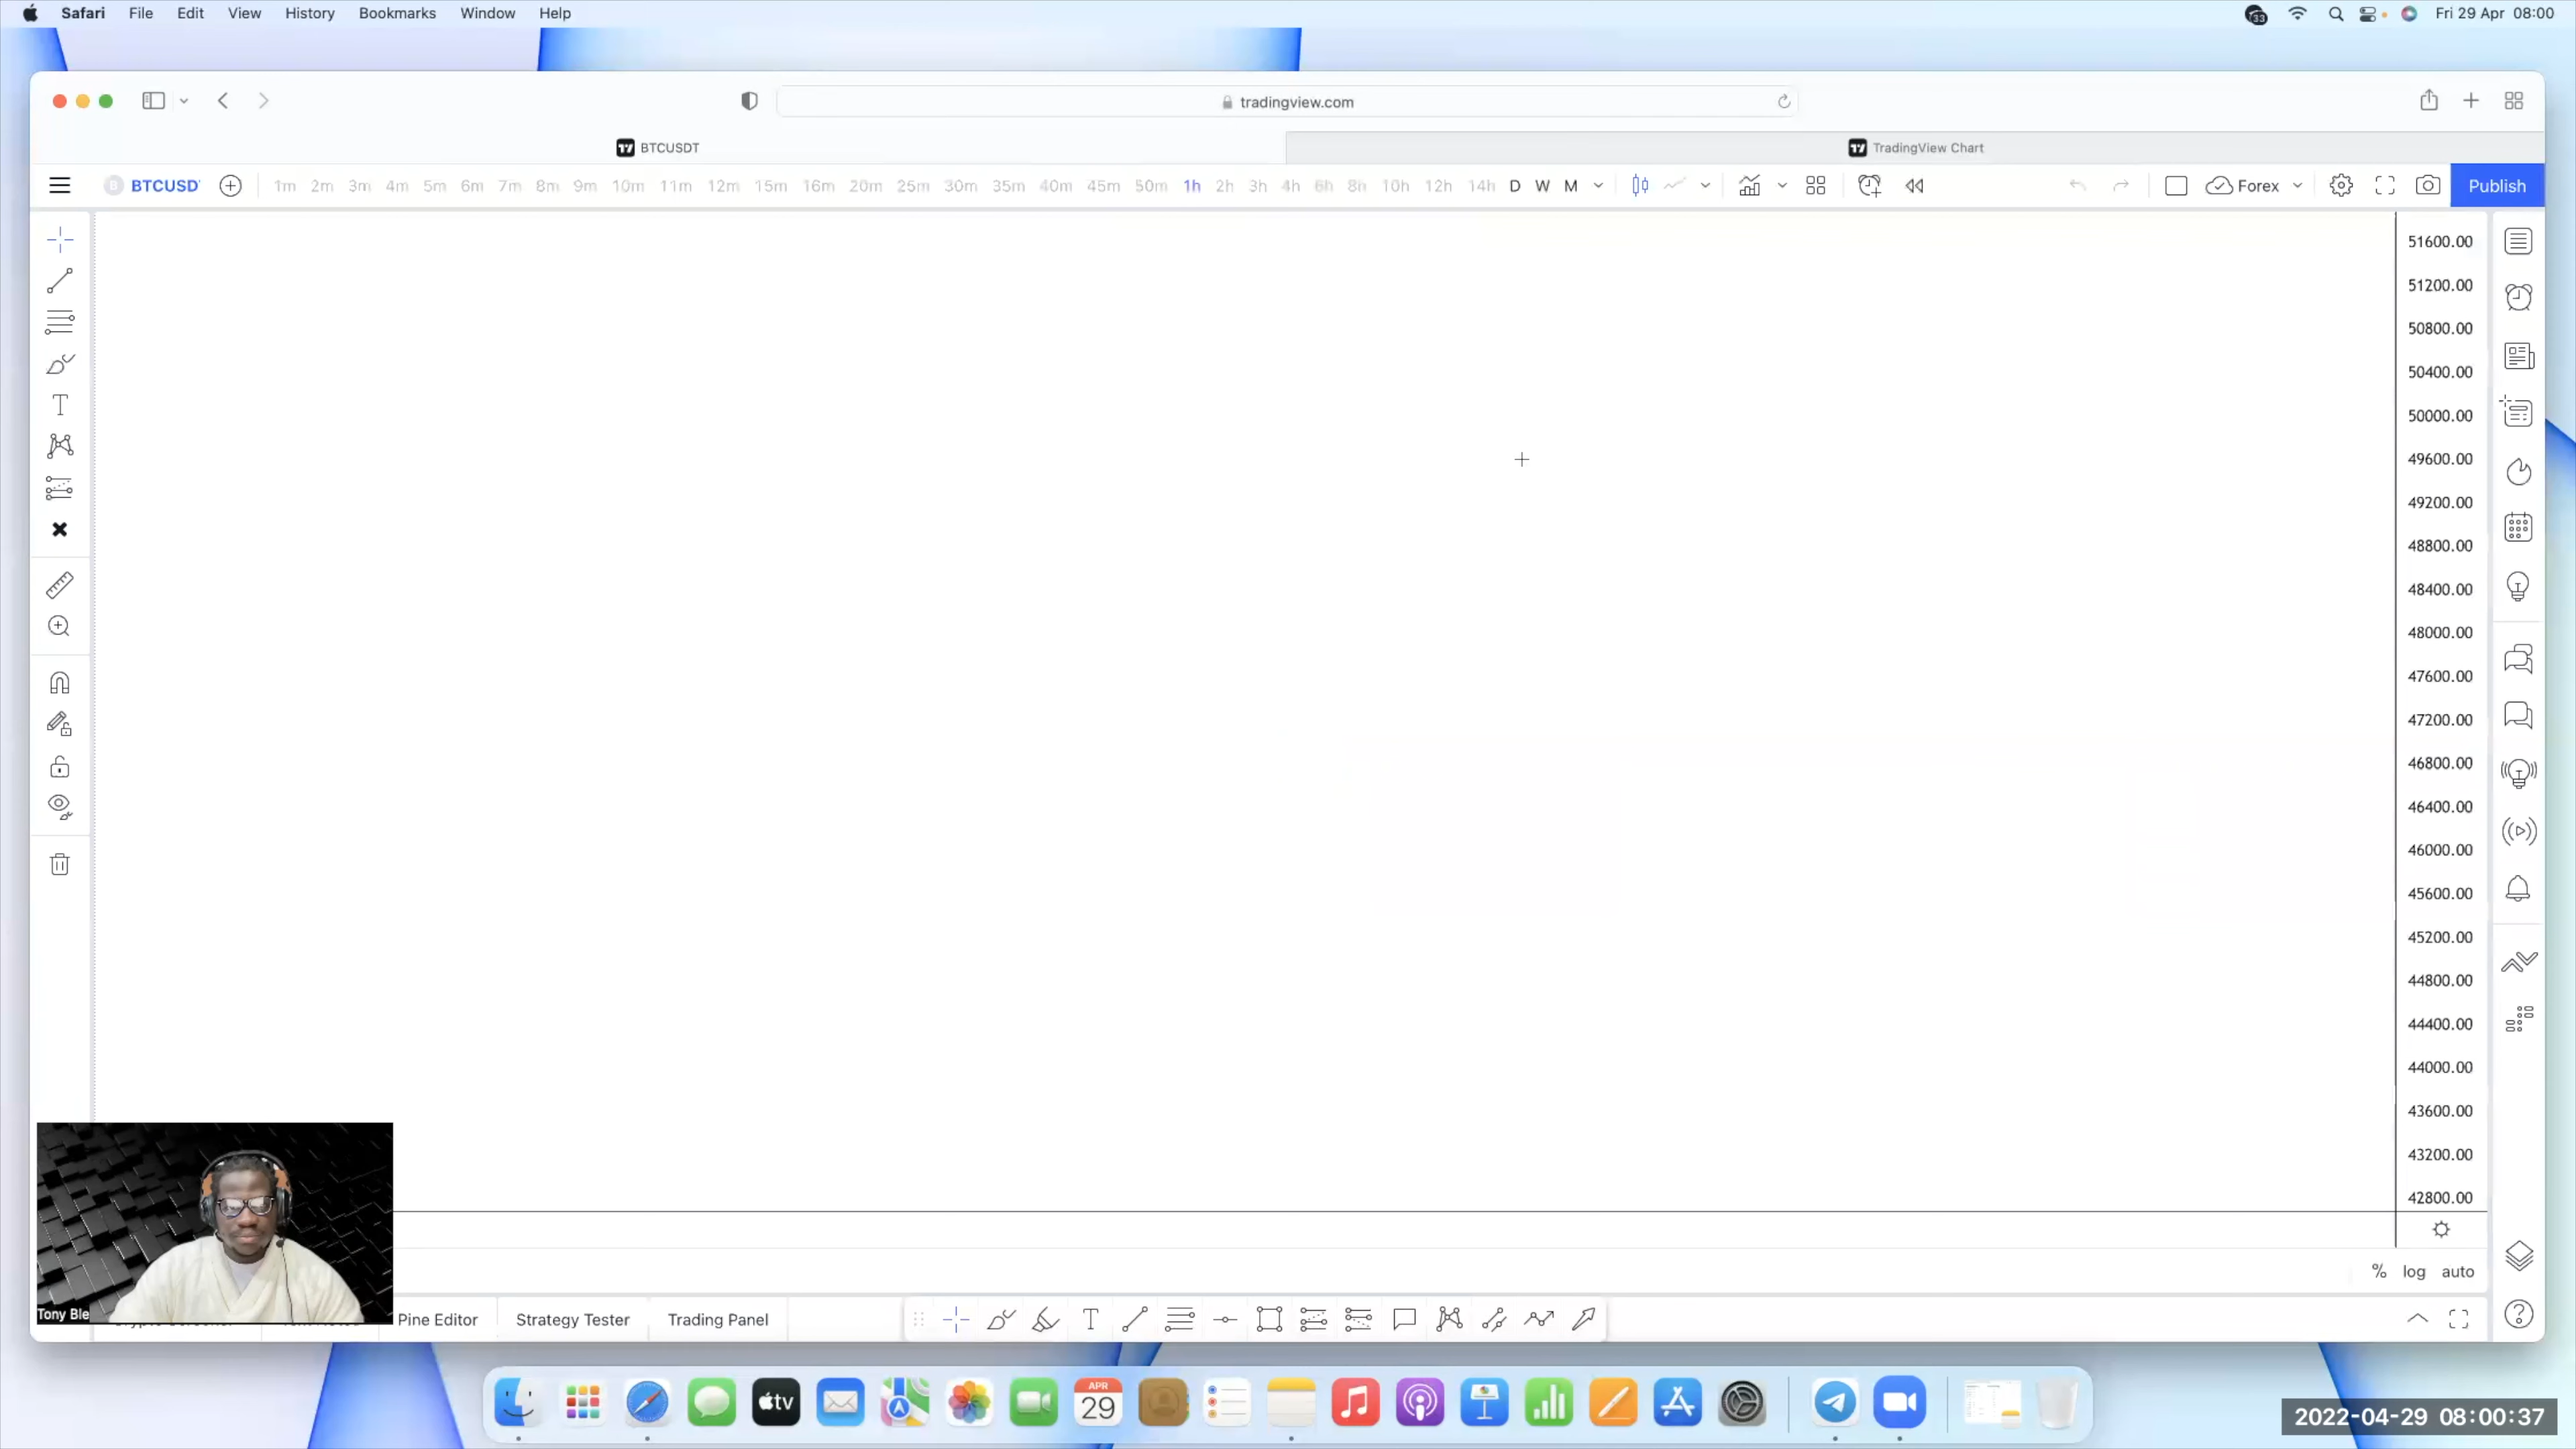 Safari File Edit View History Bookmarks Window Help
33
Fri 29 Apr 08:00
tradingview.com
BTCUSDT
TradingView Chart
BTCUSD
1m 2m 3m 4m 5m 6m 7m 8m 9m 10m 11m 12m 15m 16m 20m 25m 30m 35m 40m 45m 50m 1h 2h 3h 4h 6h 8h 10h 12h 14h D W M
Forex
Publish
51600.00
51200.00
50800.00
50400.00
50000.00
49600.00
49200.00
48800.00
48400.00
48000.00
47600.00
47200.00
46800.00
46400.00
46000.00
45600.00
45200.00
44800.00
44400.00
44000.00
43600.00
43200.00
42800.00
% log auto
Tony Ble
Pine Editor
Strategy Tester
Trading Panel
tv
APR
29
2022-04-29 08:00:37